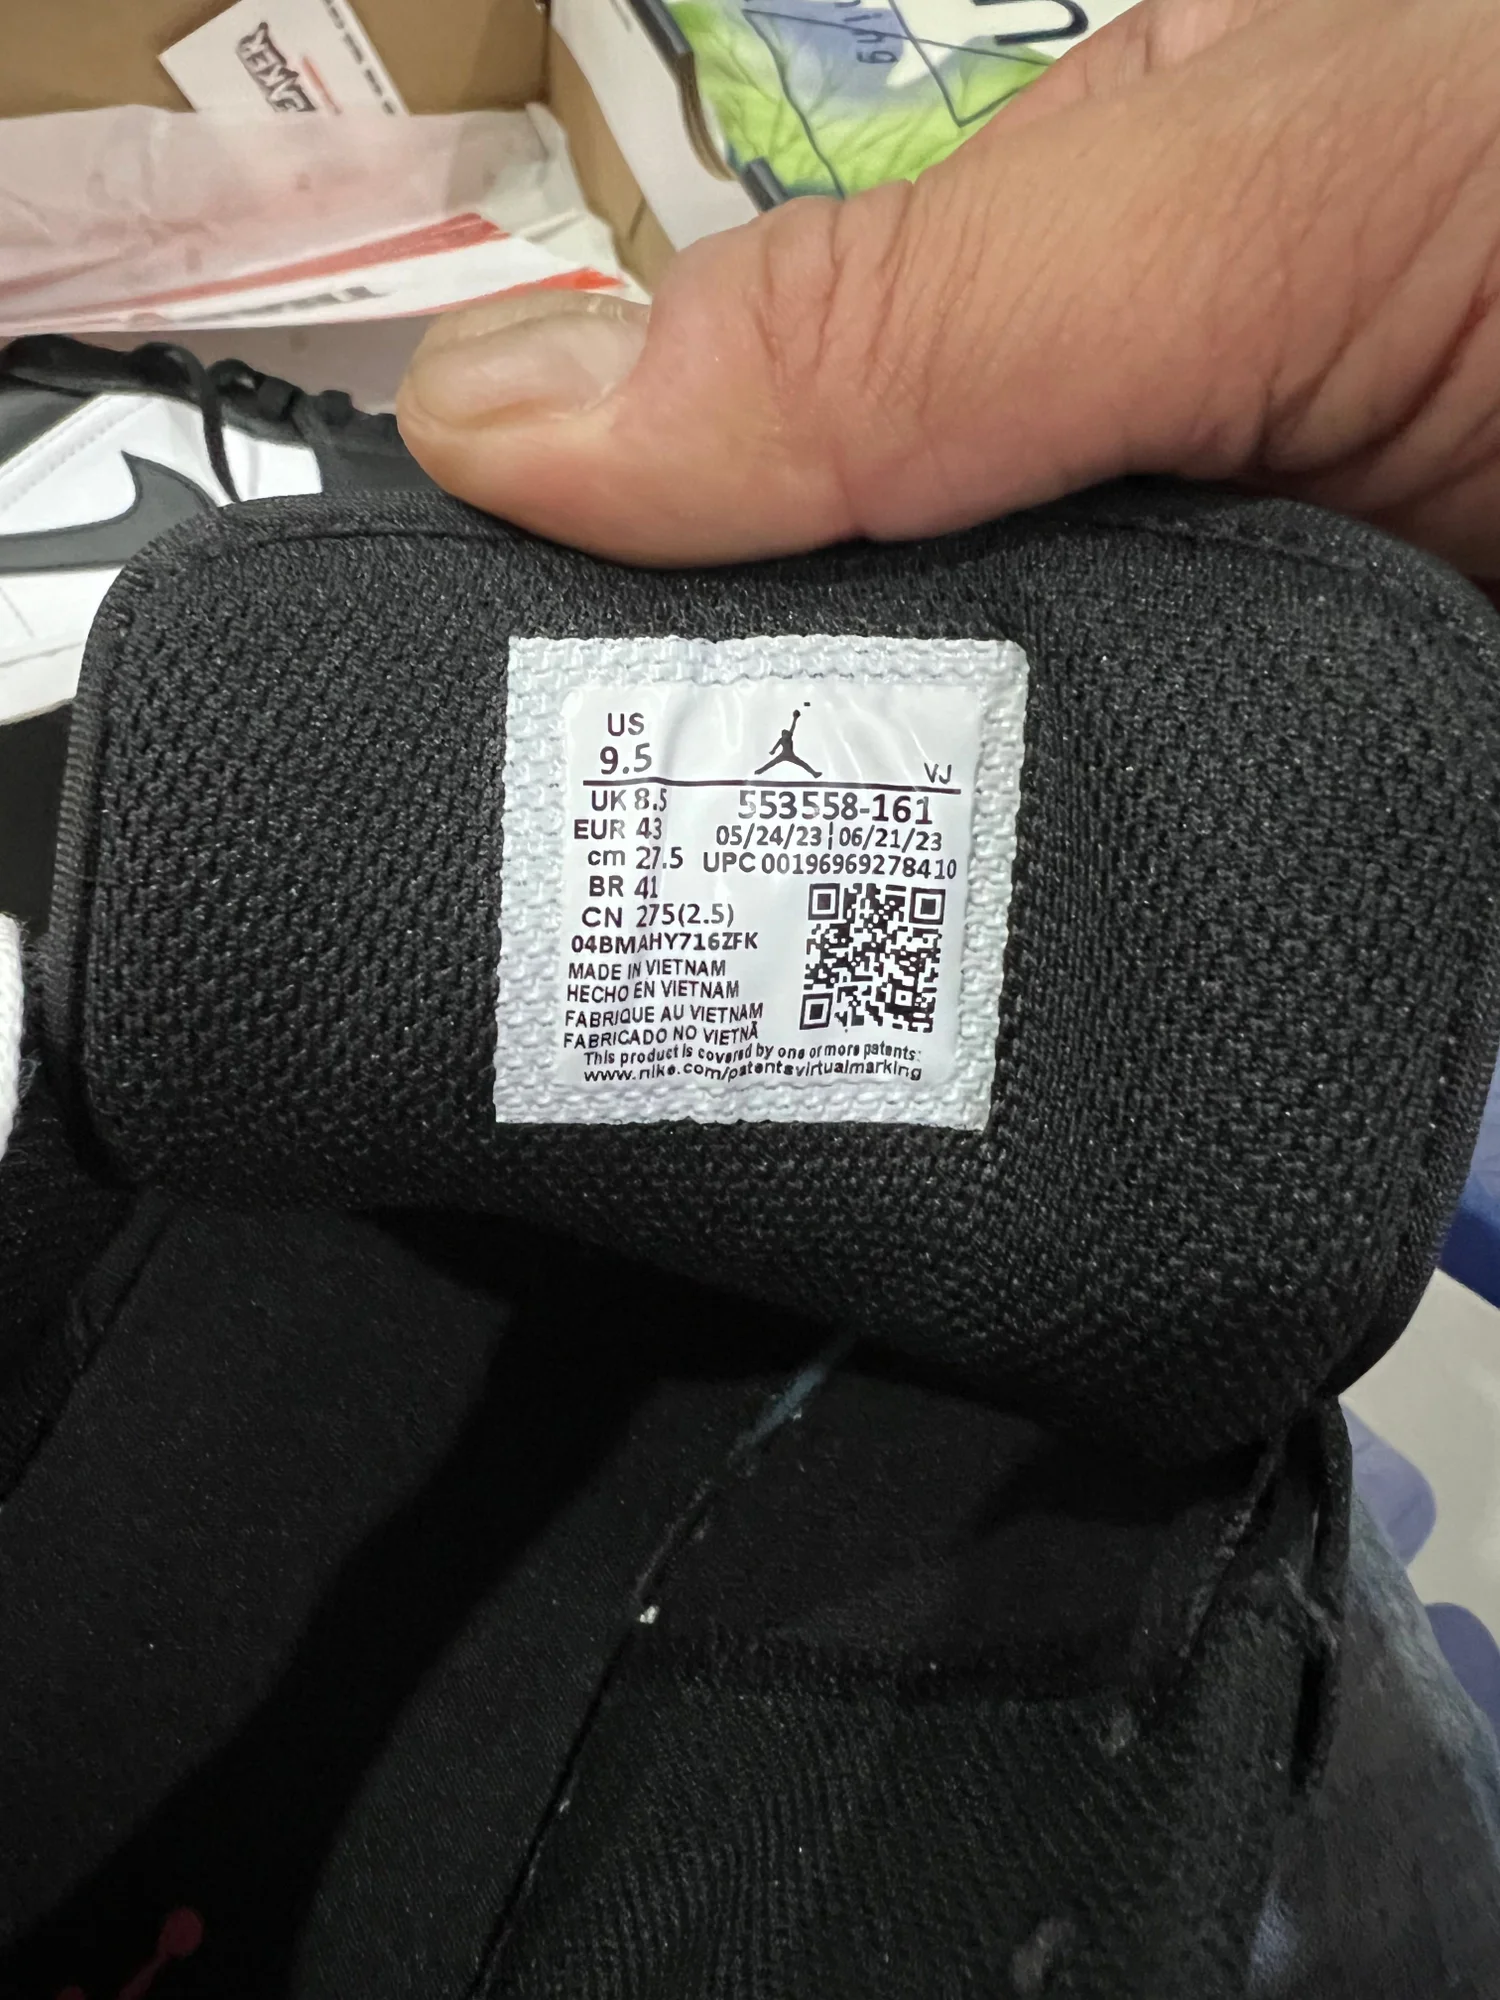 US
9.5
VJ
UK 8.5
553558-161
EUR 43
05/24/23 06/21/23
cm 27.5
UPC 00196969278410
BR 41
CN 275(2.5)
04BMAHY716ZFK
MADE IN VIETNAM
HECHO EN VIETNAM
FABRIQUE AU VIETNAM
FABRICADO NO VIETNÃ
This product is covered by one or more patents:
www.nike.com/patentsvirtualmarking